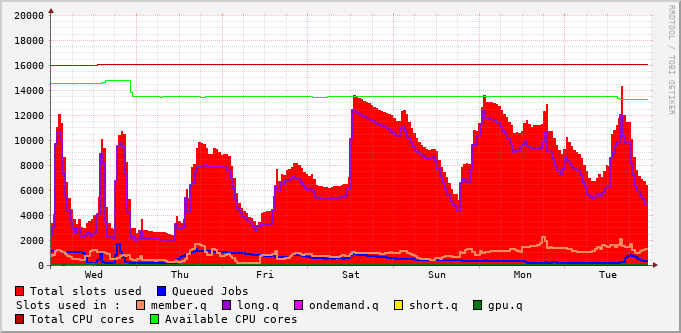 RRDTOOL / TOBI OETIKER
20000
18000
16000
14000
12000
10000
8000
6000
4000
2000
0
Wed Thu Fri Sat Sun Mon Tue
Total slots used Queued Jobs
Slots used in : member.q long.q ondemand.q short.q gpu.q
Total CPU cores Available CPU cores